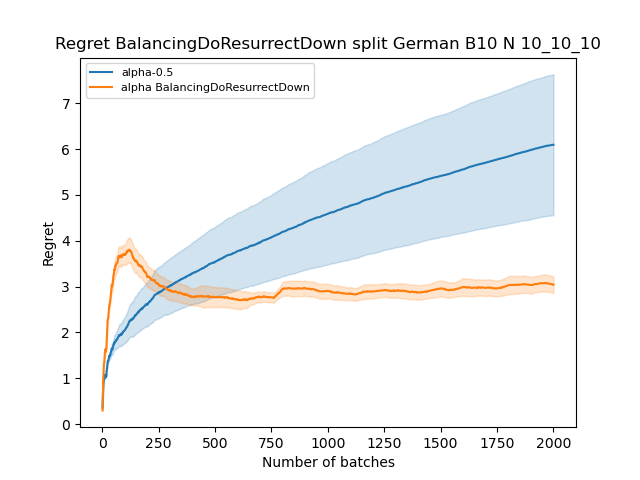 Regret BalancingDoResurrectDown split German B10 N 10_10_10
alpha-0.5
alpha BalancingDoResurrectDown
7
6
5
4
3
2
1
0
Regret
0 250 500 750 1000 1250 1500 1750 2000
Number of batches